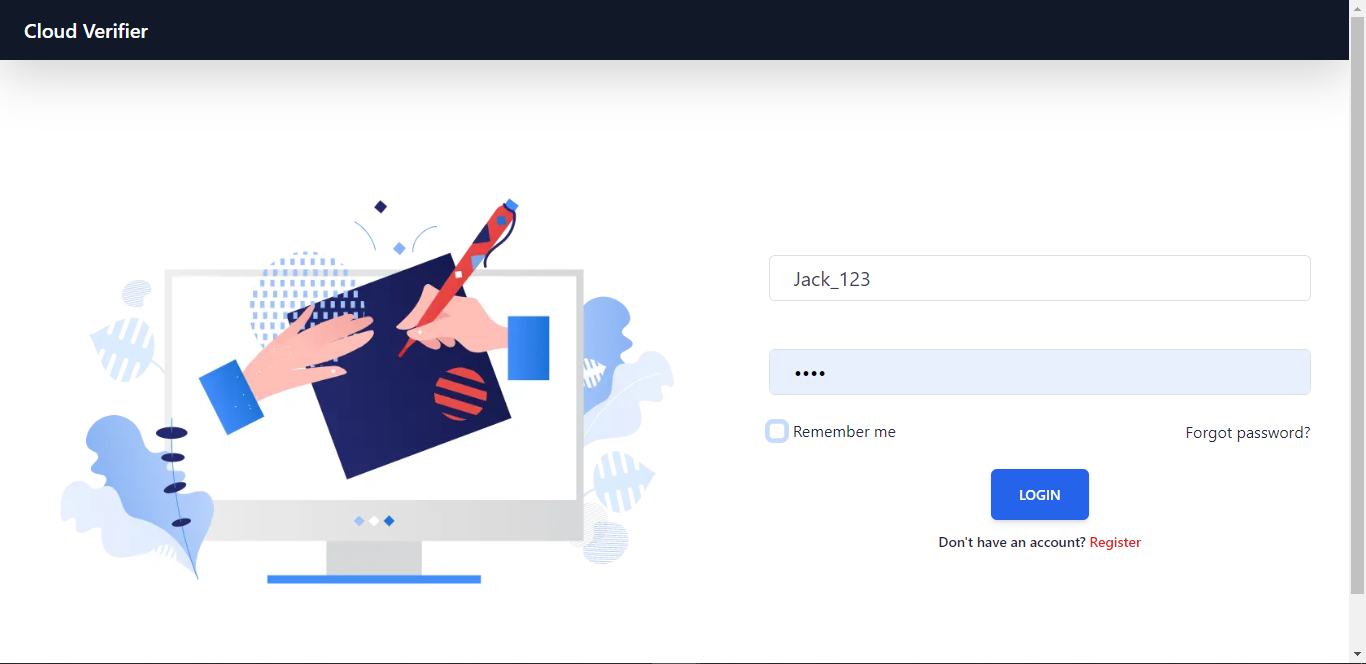 Cloud Verifier
Jack_123
••••
Remember me
Forgot password?
LOGIN
Don't have an account? Register